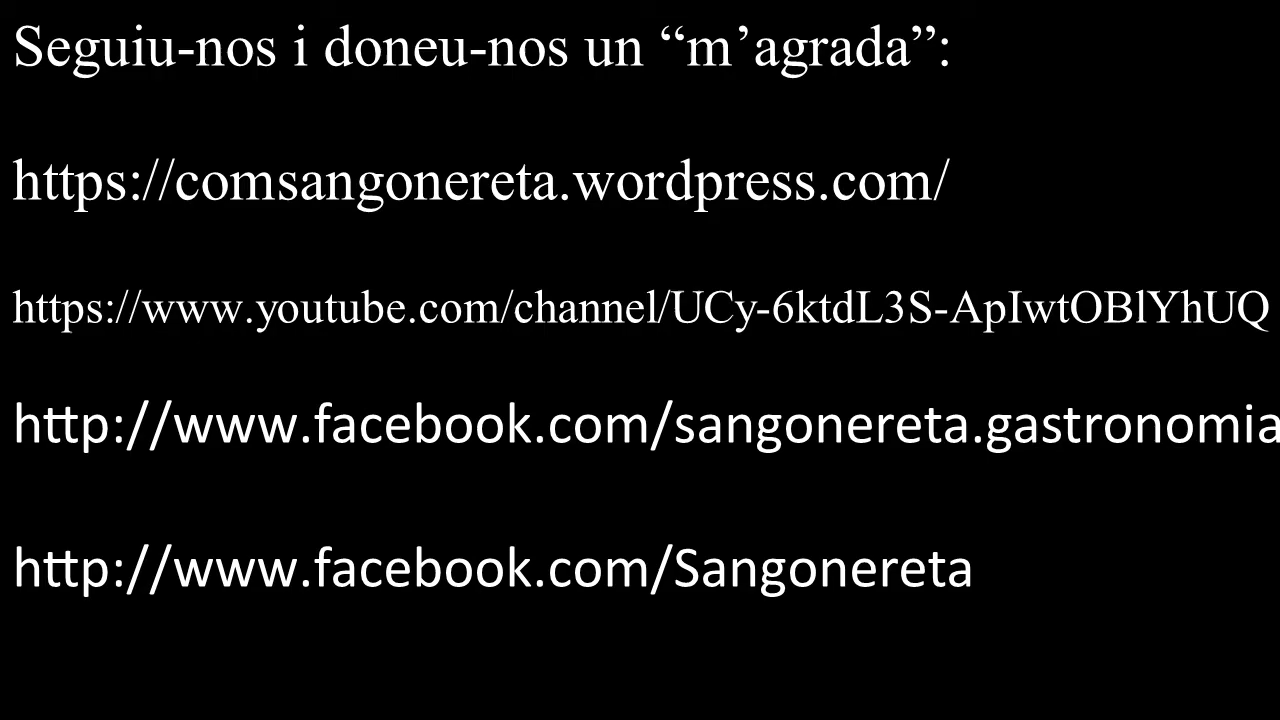 Seguiu-nos i doneu-nos un “m’agrada”:
https://comsangonereta.wordpress.com/
https://www.youtube.com/channel/UCy-6ktdL3S-ApIwtOBlYhUQ
http://www.facebook.com/sangonereta.gastronomia
http://www.facebook.com/Sangonereta